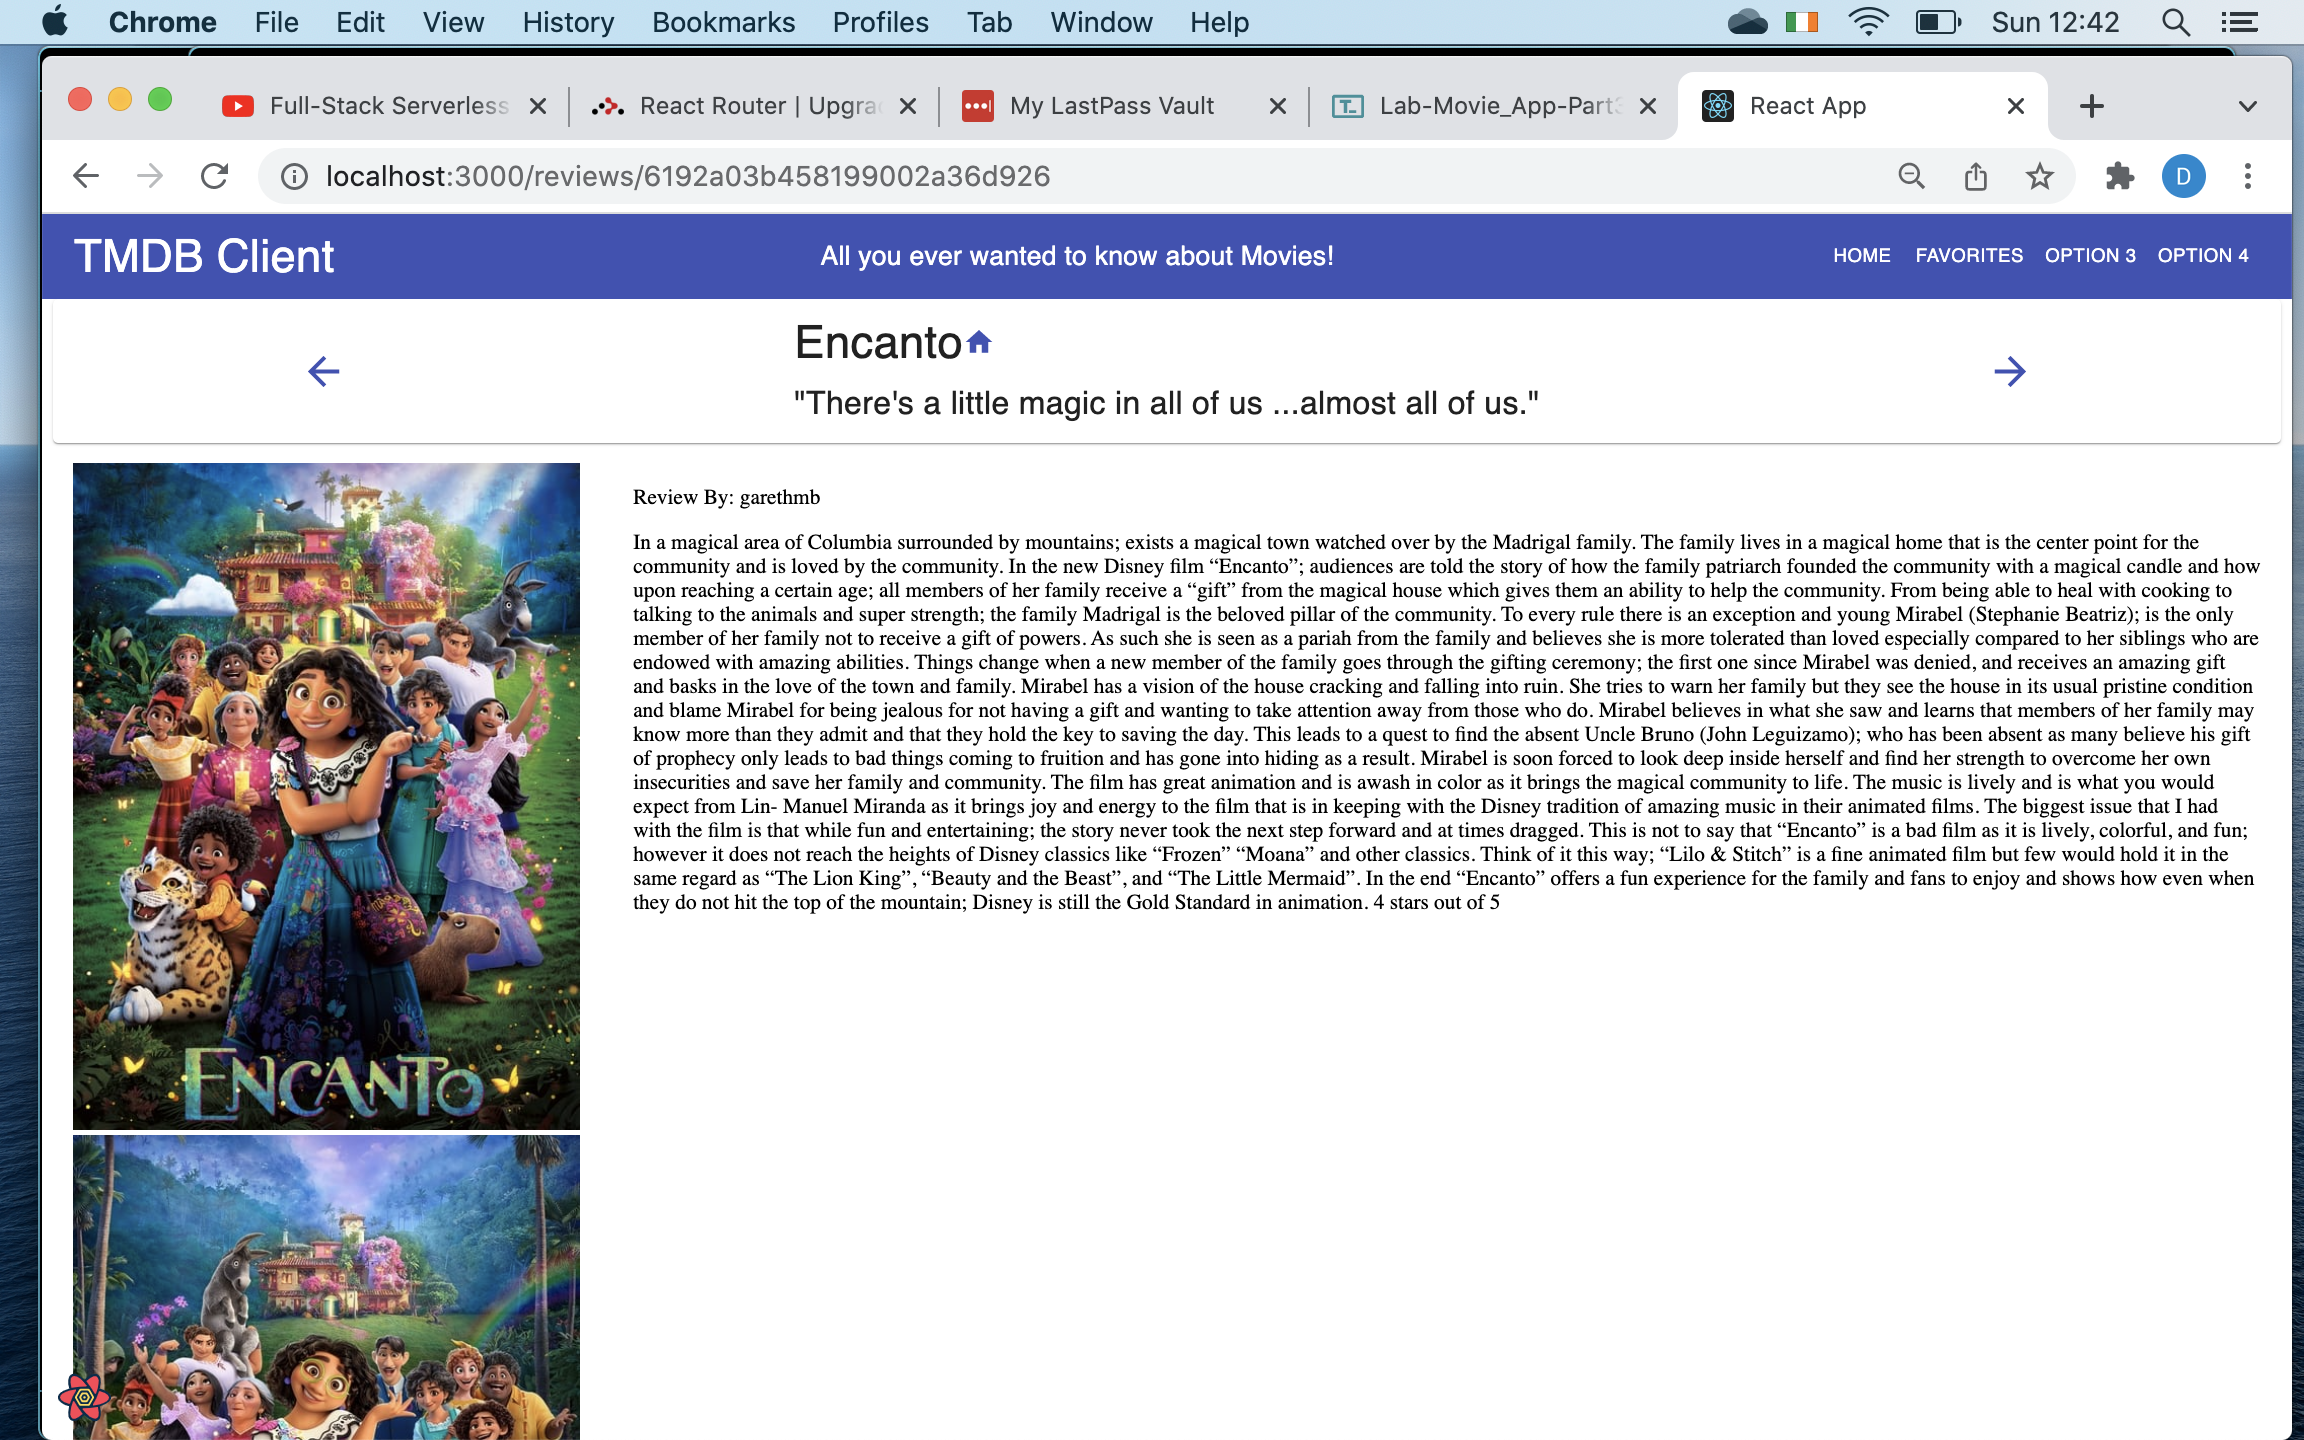 Chrome File Edit View History Bookmarks Profiles Tab Window Help Sun 12:42
Full-Stack Serverless React Router | Upgra My LastPass Vault Lab-Movie_App-Part3 React App
localhost:3000/reviews/6192a03b458199002a36d926 D
TMDB Client All you ever wanted to know about Movies! HOME FAVORITES OPTION 3 OPTION 4
Encanto
"There's a little magic in all of us ...almost all of us."
Review By: garethmb
In a magical area of Columbia surrounded by mountains; exists a magical town watched over by the Madrigal family. The family lives in a magical home that is the center point for the
community and is loved by the community. In the new Disney film “Encanto”; audiences are told the story of how the family patriarch founded the community with a magical candle and how
upon reaching a certain age; all members of her family receive a “gift” from the magical house which gives them an ability to help the community. From being able to heal with cooking to
talking to the animals and super strength; the family Madrigal is the beloved pillar of the community. To every rule there is an exception and young Mirabel (Stephanie Beatriz); is the only
member of her family not to receive a gift of powers. As such she is seen as a pariah from the family and believes she is more tolerated than loved especially compared to her siblings who are
endowed with amazing abilities. Things change when a new member of the family goes through the gifting ceremony; the first one since Mirabel was denied, and receives an amazing gift
and basks in the love of the town and family. Mirabel has a vision of the house cracking and falling into ruin. She tries to warn her family but they see the house in its usual pristine condition
and blame Mirabel for being jealous for not having a gift and wanting to take attention away from those who do. Mirabel believes in what she saw and learns that members of her family may
know more than they admit and that they hold the key to saving the day. This leads to a quest to find the absent Uncle Bruno (John Leguizamo); who has been absent as many believe his gift
of prophecy only leads to bad things coming to fruition and has gone into hiding as a result. Mirabel is soon forced to look deep inside herself and find her strength to overcome her own
insecurities and save her family and community. The film has great animation and is awash in color as it brings the magical community to life. The music is lively and is what you would
expect from Lin- Manuel Miranda as it brings joy and energy to the film that is in keeping with the Disney tradition of amazing music in their animated films. The biggest issue that I had
with the film is that while fun and entertaining; the story never took the next step forward and at times dragged. This is not to say that “Encanto” is a bad film as it is lively, colorful, and fun;
however it does not reach the heights of Disney classics like “Frozen” “Moana” and other classics. Think of it this way; “Lilo & Stitch” is a fine animated film but few would hold it in the
same regard as “The Lion King”, “Beauty and the Beast”, and “The Little Mermaid”. In the end “Encanto” offers a fun experience for the family and fans to enjoy and shows how even when
they do not hit the top of the mountain; Disney is still the Gold Standard in animation. 4 stars out of 5
ENCANTO